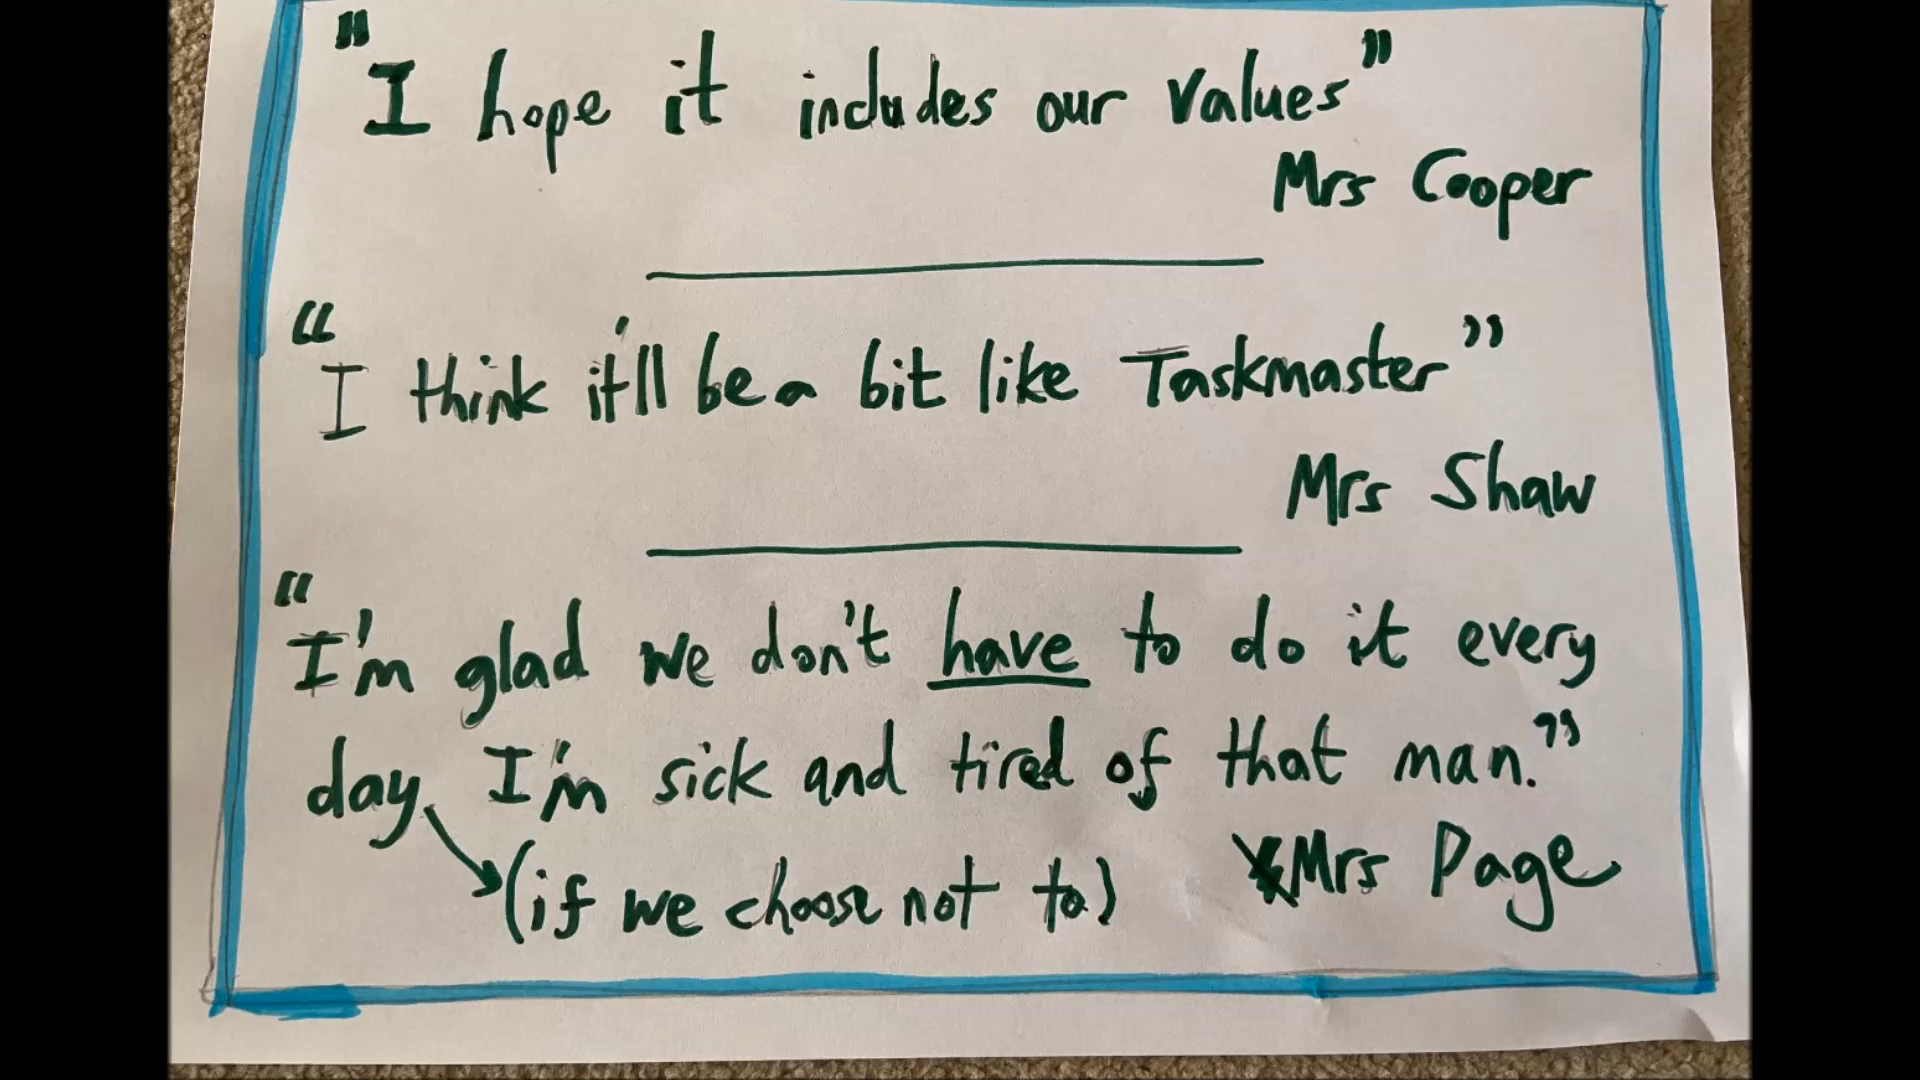 "I hope it includes our values"
Mrs Cooper
"I think it'll be a bit like Taskmaster"
Mrs Shaw
"I'm glad we don't have to do it every
day, I'm sick and tired of that man."
(if we choose not to) Mrs Page